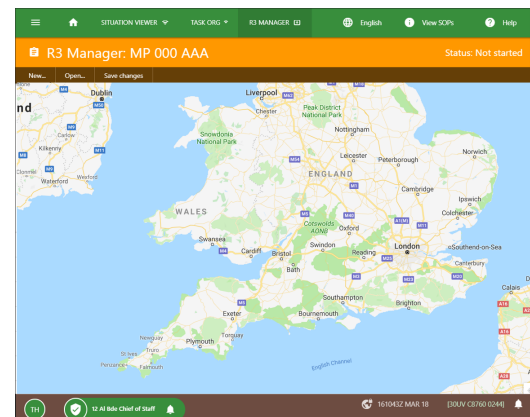 SITUATION VIEWER
TASK ORG
R3 MANAGER
English
View SOPs
Help
R3 Manager: MP 000 AAA
Status: Not started
New...
Open...
Save changes
Dublin
Liverpool
Chester
Peak District
National Park
Snowdonia
National Park
Nottingham
nd
Carlow
Kilkenny
Clonmel
Wexford
Waterford
Leicester
Peterborough
Norwich
ENGLAND
Cambridge
Ipswich
Colchester
WALES
Cotswolds
AONB
Oxford
Swansea
Cardiff
Bristol
Swindon
Reading
London
Southend-on-Sea
Bath
Canterbury
Calais
Southampton
Brighton
Exeter
Bournemouth
Newquay
Plymouth
Torquay
St Ives
Truro
Penzance
Falmouth
English Channel
TH
12 AI Bde Chief of Staff
161043Z MAR 18
[30UV C8760 0244]